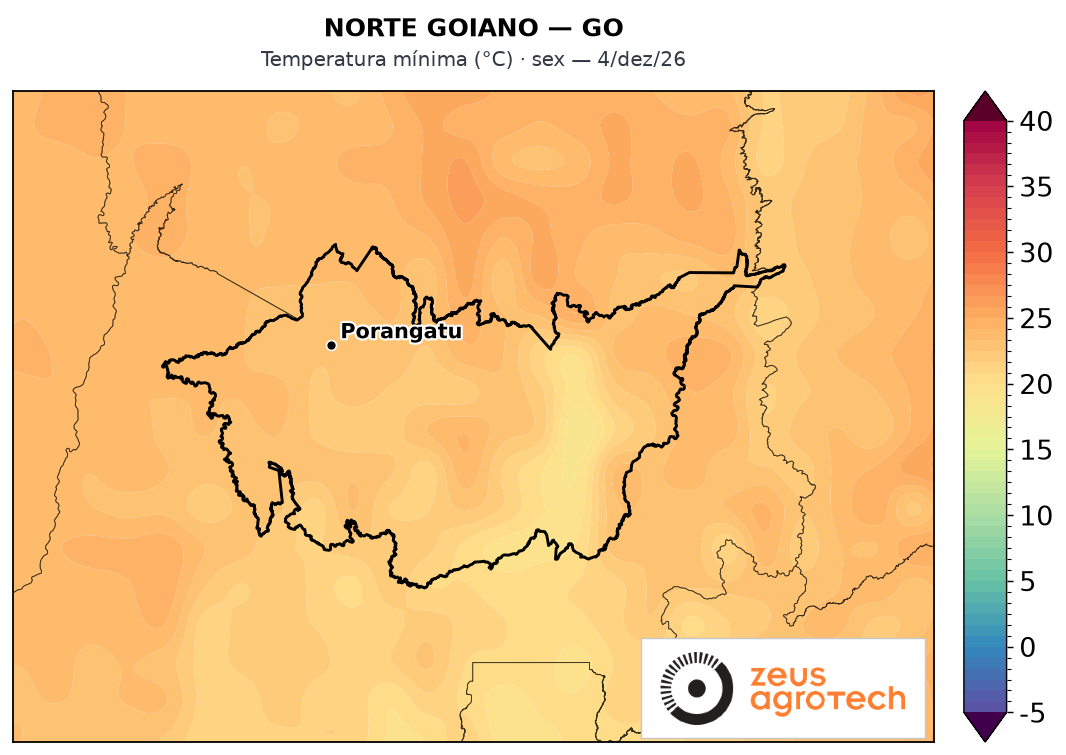 NORTE GOIANO — GO
Temperatura mínima (°C) · sex — 4/dez/26
40
35
30
25
20
15
10
5
0
-5
Porangatu
zeus
agrotech